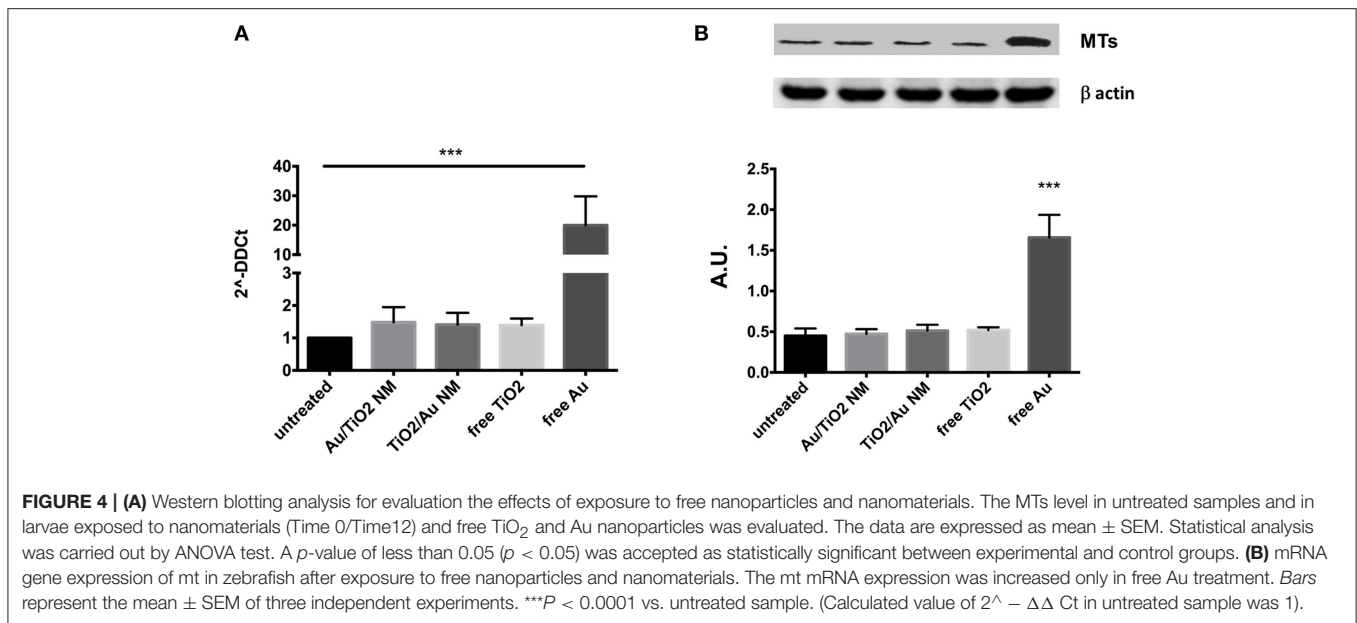 A
B
MTs
β actin
***
40
30
20
10
3
2
1
0
2^-DDCt
untreated
Au/TiO2 NM
TiO2/Au NM
free TiO2
free Au
2.5
2.0
1.5
1.0
0.5
0.0
A.U.
***
untreated
Au/TiO2 NM
TiO2/Au NM
free TiO2
free Au
FIGURE 4 | (A) Western blotting analysis for evaluation the effects of exposure to free nanoparticles and nanomaterials. The MTs level in untreated samples and in
larvae exposed to nanomaterials (Time 0/Time12) and free TiO₂ and Au nanoparticles was evaluated. The data are expressed as mean ± SEM. Statistical analysis
was carried out by ANOVA test. A p-value of less than 0.05 (p < 0.05) was accepted as statistically significant between experimental and control groups. (B) mRNA
gene expression of mt in zebrafish after exposure to free nanoparticles and nanomaterials. The mt mRNA expression was increased only in free Au treatment. Bars
represent the mean ± SEM of three independent experiments. ***P < 0.0001 vs. untreated sample. (Calculated value of 2^ − ΔΔ Ct in untreated sample was 1).